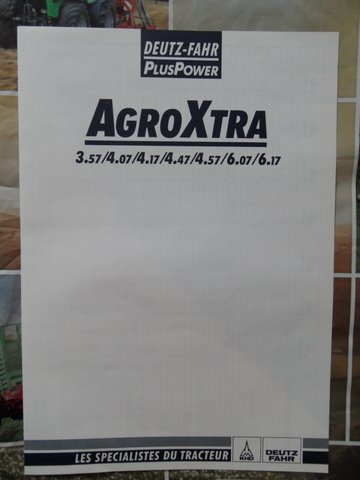 DEUTZ-FAHR
PLUSPOWER
AGROXTRA
3.57/4.07/4.17/4.47/4.57/6.07/6.17
LES SPECIALISTES DU TRACTEUR
KHD
DEUTZ
FAHR